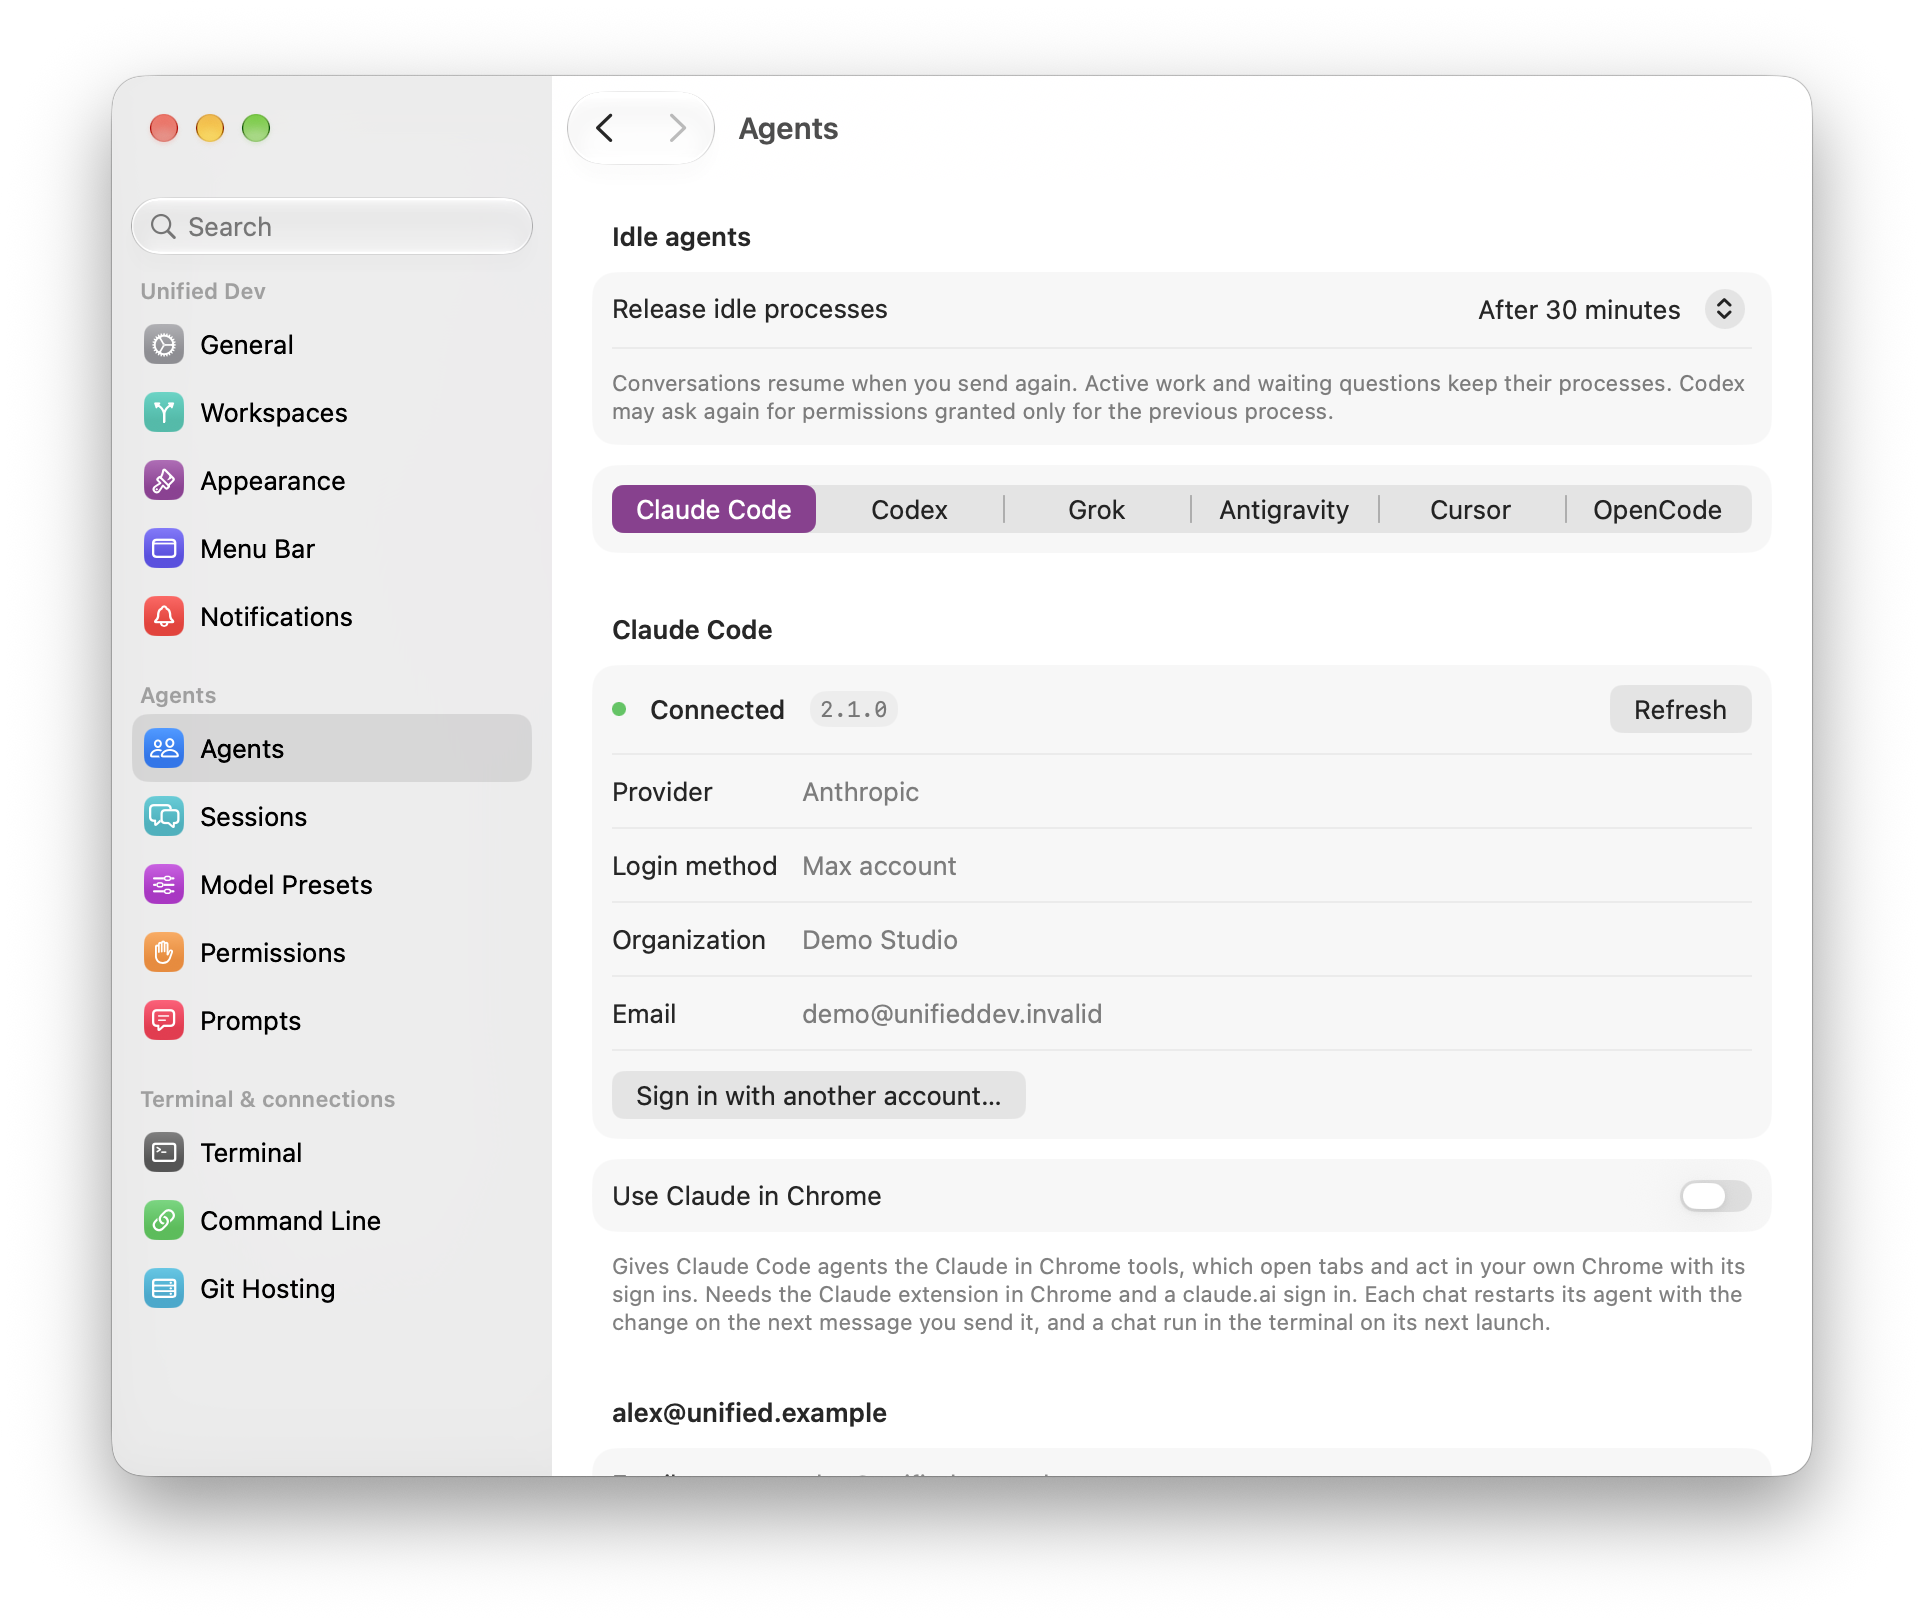 Agents
Search
Unified Dev
General
Workspaces
Appearance
Menu Bar
Notifications
Agents
Agents
Sessions
Model Presets
Permissions
Prompts
Terminal & connections
Terminal
Command Line
Git Hosting
Idle agents
Release idle processes After 30 minutes
Conversations resume when you send again. Active work and waiting questions keep their processes. Codex
may ask again for permissions granted only for the previous process.
Claude Code Codex Grok Antigravity Cursor OpenCode
Claude Code
Connected 2.1.0 Refresh
Provider Anthropic
Login method Max account
Organization Demo Studio
Email demo@unifieddev.invalid
Sign in with another account...
Use Claude in Chrome
Gives Claude Code agents the Claude in Chrome tools, which open tabs and act in your own Chrome with its
sign ins. Needs the Claude extension in Chrome and a claude.ai sign in. Each chat restarts its agent with the
change on the next message you send it, and a chat run in the terminal on its next launch.
alex@unified.example